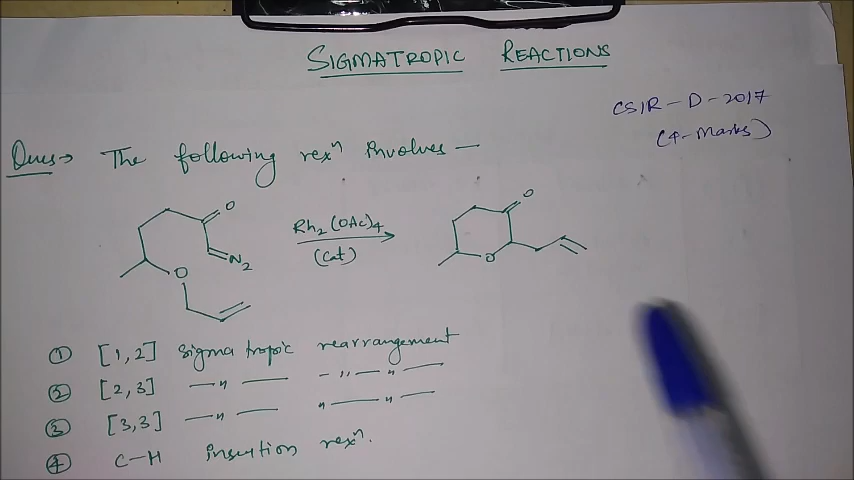 SIGMATROPIC REACTIONS
CSIR - D - 2017
(4-Marks)
Ques→ The following rexⁿ involves —
O
N₂
O
Rh₂(OAc)₄
(Cat)
O
O
① [1,2] sigma tropic rearrangement
② [2,3] —〃— —〃—〃—
③ [3,3] —〃— 〃—〃—
④ C-H insertion rexⁿ.